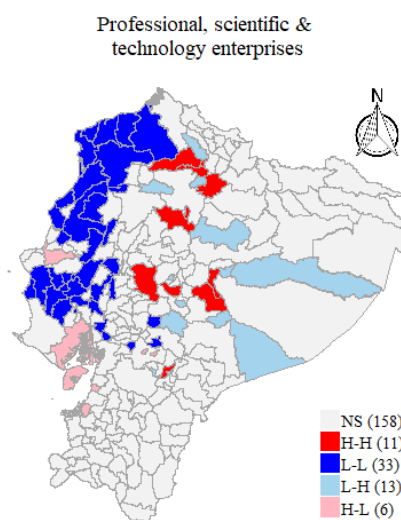 Professional, scientific &
technology enterprises
N
NS (158)
H-H (11)
L-L (33)
L-H (13)
H-L (6)